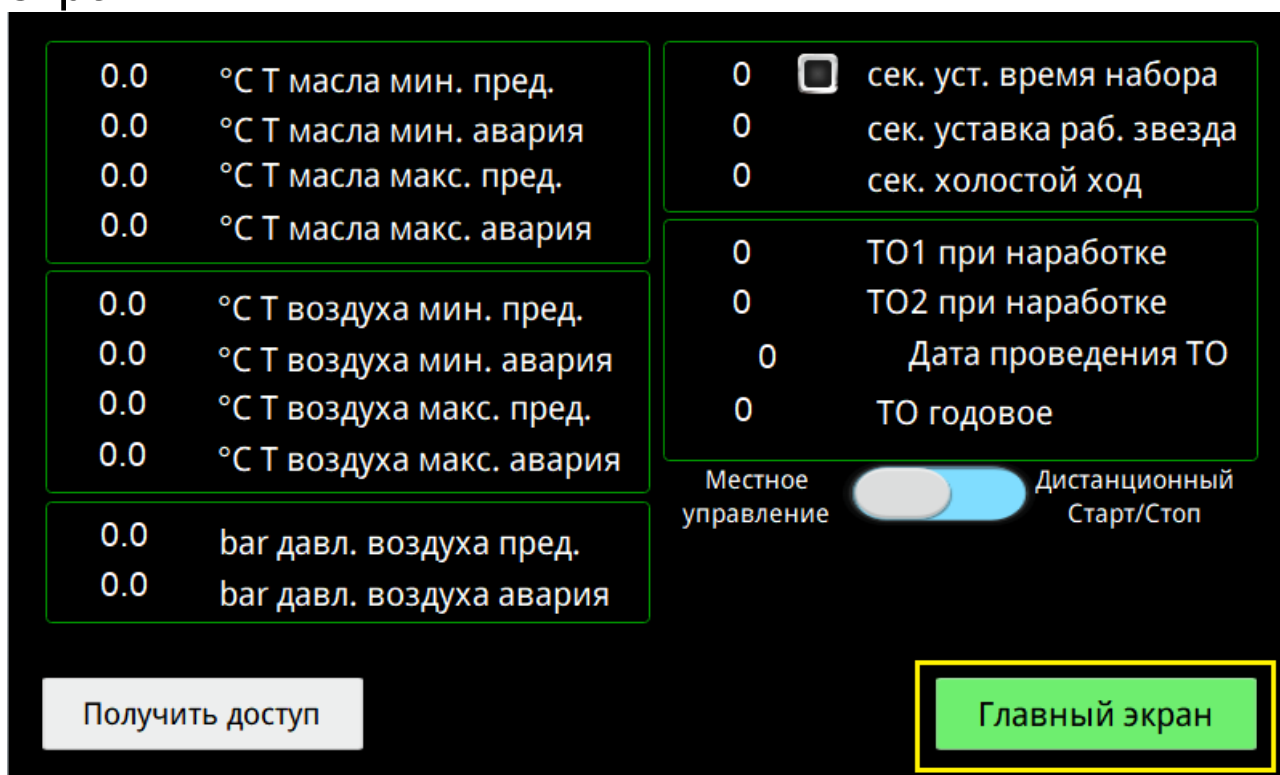 0.0 °C T масла мин. пред.
0.0 °C T масла мин. авария
0.0 °C T масла макс. пред.
0.0 °C T масла макс. авария
0.0 °C T воздуха мин. пред.
0.0 °C T воздуха мин. авария
0.0 °C T воздуха макс. пред.
0.0 °C T воздуха макс. авария
0.0 bar давл. воздуха пред.
0.0 bar давл. воздуха авария
0 сек. уст. время набора
0 сек. уставка раб. звезда
0 сек. холостой ход
0 ТО1 при наработке
0 ТО2 при наработке
0 Дата проведения ТО
0 ТО годовое
Местное
управление
Дистанционный
Старт/Стоп
Получить доступ
Главный экран